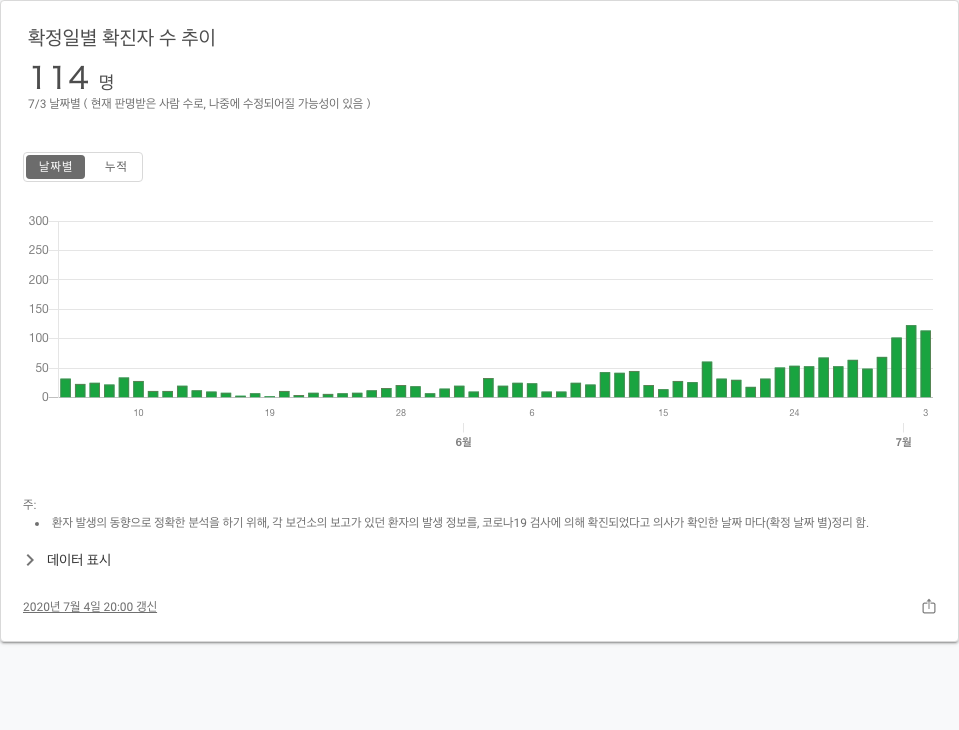 확정일별 확진자 수 추이
114 명
7/3 날짜별 ( 현재 판명받은 사람 수로, 나중에 수정되어질 가능성이 있음 )
날짜별 누적
300
250
200
150
100
50
0
10 19 28 6 15 24 3
6월 7월
주:
• 환자 발생의 동향으로 정확한 분석을 하기 위해, 각 보건소의 보고가 있던 환자의 발생 정보를, 코로나19 검사에 의해 확진되었다고 의사가 확인한 날짜 마다(확정 날짜 별)정리 함.
데이터 표시
2020년 7월 4일 20:00 갱신